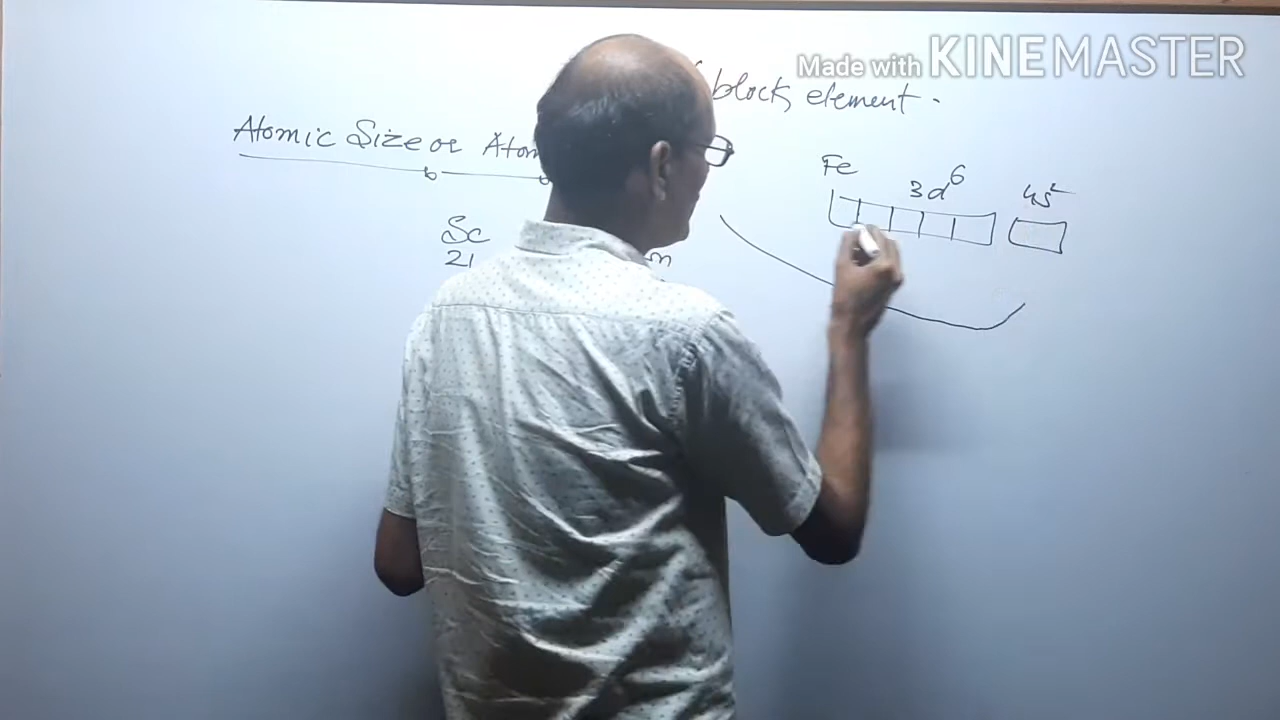 Made with KINEMASTER
block element.
Atomic Size or Atom
Fe
3d⁶ 4s²
Sc
21